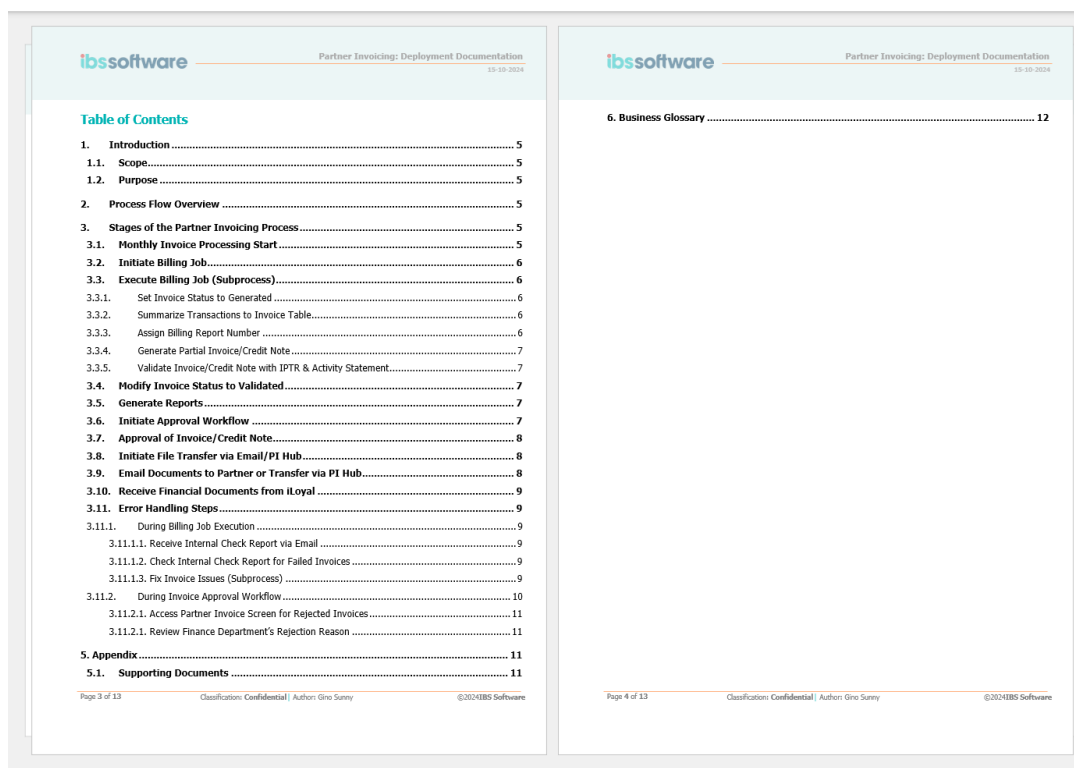 ibssoftware
Partner Invoicing: Deployment Documentation
15-10-2024
Table of Contents
1. Introduction 5
1.1. Scope 5
1.2. Purpose 5
2. Process Flow Overview 5
3. Stages of the Partner Invoicing Process 5
3.1. Monthly Invoice Processing Start 5
3.2. Initiate Billing Job 6
3.3. Execute Billing Job (Subprocess) 6
3.3.1. Set Invoice Status to Generated 6
3.3.2. Summarize Transactions to Invoice Table 6
3.3.3. Assign Billing Report Number 6
3.3.4. Generate Partial Invoice/Credit Note 7
3.3.5. Validate Invoice/Credit Note with IPTR & Activity Statement 7
3.4. Modify Invoice Status to Validated 7
3.5. Generate Reports 7
3.6. Initiate Approval Workflow 7
3.7. Approval of Invoice/Credit Note 8
3.8. Initiate File Transfer via Email/PI Hub 8
3.9. Email Documents to Partner or Transfer via PI Hub 8
3.10. Receive Financial Documents from iLoyal 9
3.11. Error Handling Steps 9
3.11.1. During Billing Job Execution 9
3.11.1.1. Receive Internal Check Report via Email 9
3.11.1.2. Check Internal Check Report for Failed Invoices 9
3.11.1.3. Fix Invoice Issues (Subprocess) 9
3.11.2. During Invoice Approval Workflow 10
3.11.2.1. Access Partner Invoice Screen for Rejected Invoices 11
3.11.2.1. Review Finance Department's Rejection Reason 11
5. Appendix 11
5.1. Supporting Documents 11
Page 3 of 13 Classification: Confidential | Author: Gino Sunny ©2024IBS Software
ibssoftware
Partner Invoicing: Deployment Documentation
15-10-2024
6. Business Glossary 12
Page 4 of 13 Classification: Confidential | Author: Gino Sunny ©2024IBS Software